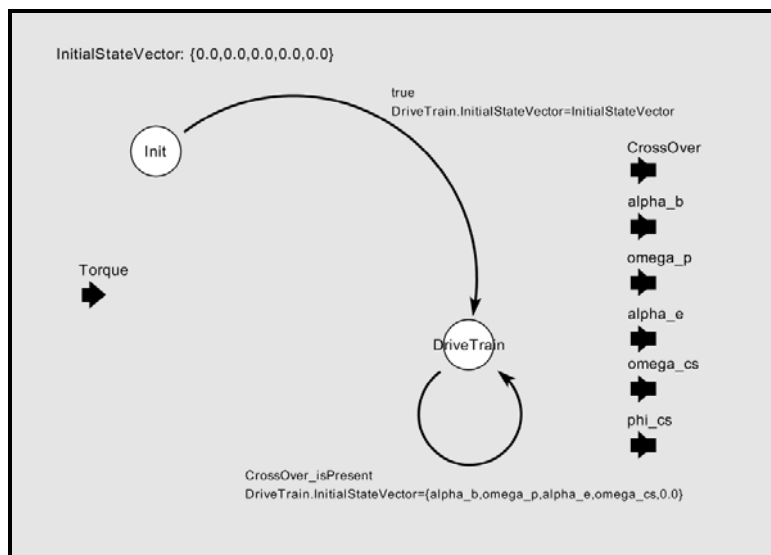 InitialStateVector: {0.0,0.0,0.0,0.0,0.0}
true
DriveTrain.InitialStateVector=InitialStateVector
Init
CrossOver
alpha_b
omega_p
Torque
alpha_e
DriveTrain
omega_cs
phi_cs
CrossOver_isPresent
DriveTrain.InitialStateVector={alpha_b,omega_p,alpha_e,omega_cs,0.0}